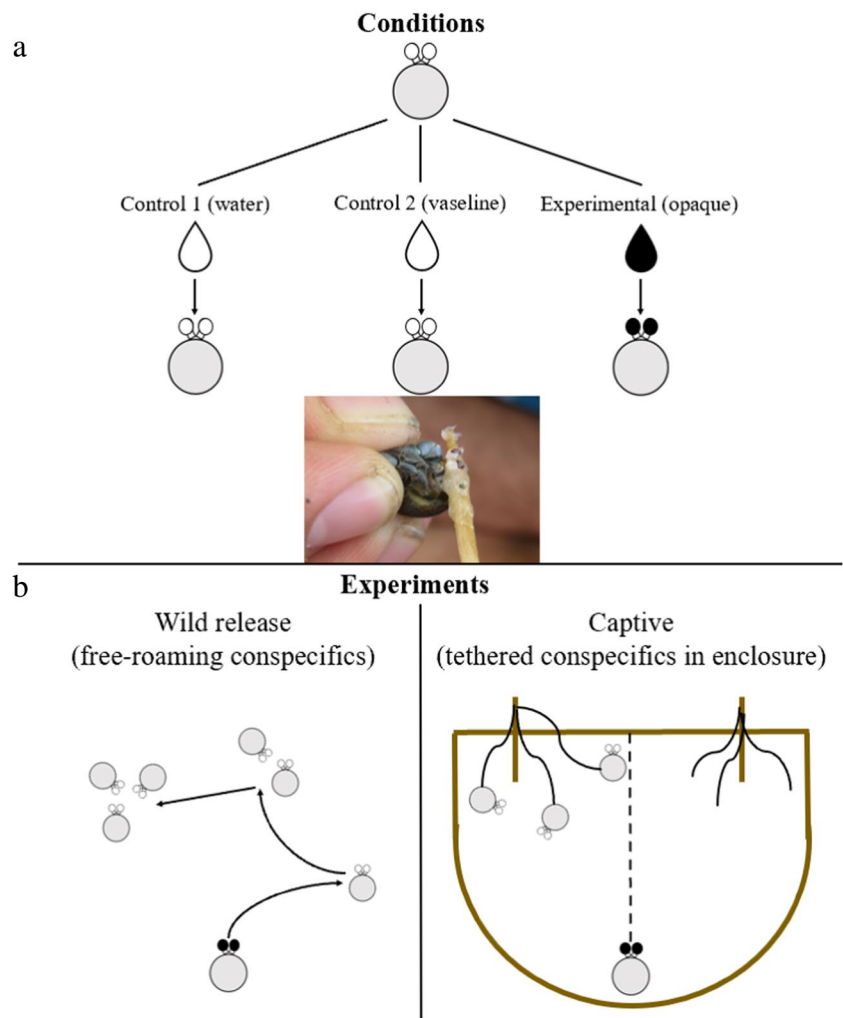 a
Conditions
Control 1 (water)
Control 2 (vaseline)
Experimental (opaque)
b
Experiments
Wild release
(free-roaming conspecifics)
Captive
(tethered conspecifics in enclosure)